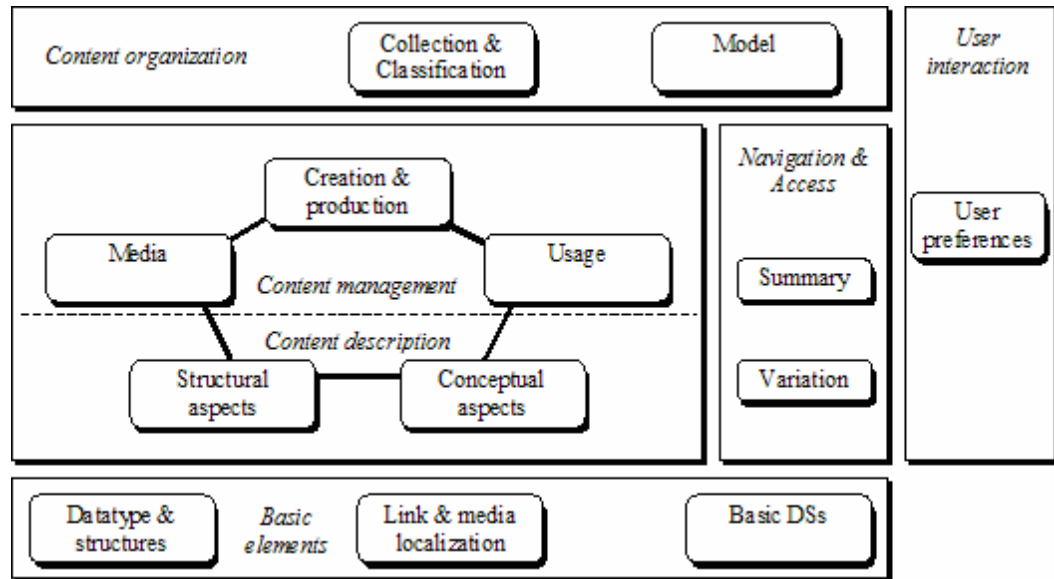 Content organization
Collection &
Classification
Model
User
interaction
Creation &
production
Media
Usage
Content management
Content description
Structural
aspects
Conceptual
aspects
Navigation &
Access
Summary
Variation
User
preferences
Datatype &
structures
Basic
elements
Link & media
localization
Basic DSs